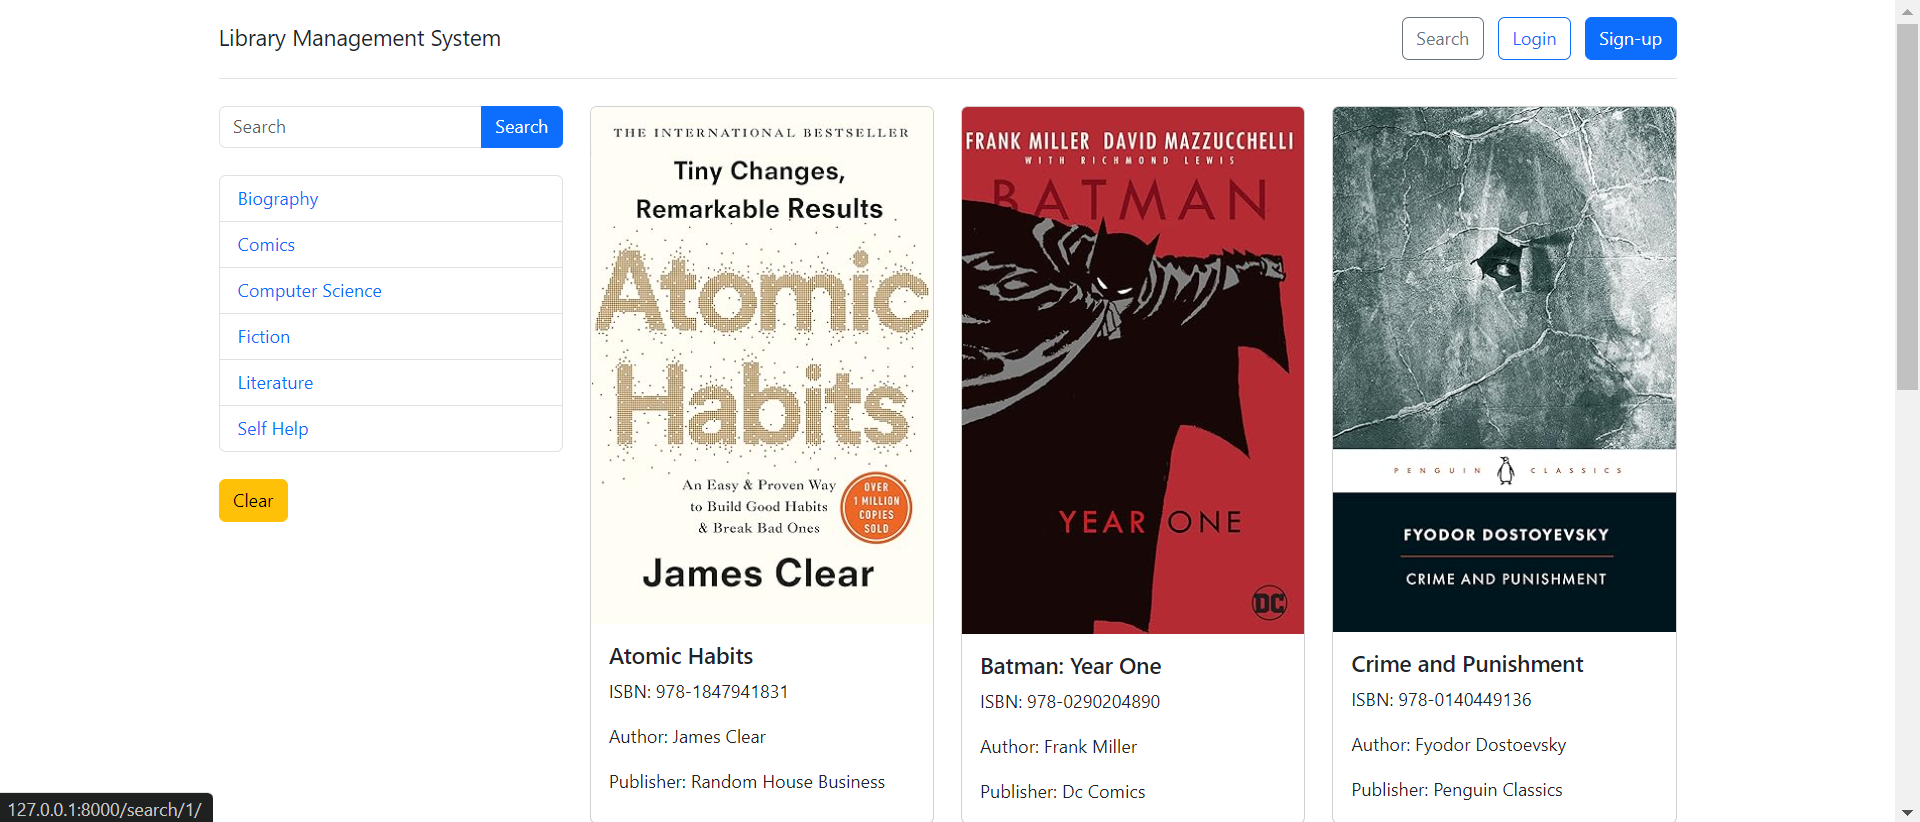 Library Management System
Search
Login
Sign-up
Search
Search
Biography
Comics
Computer Science
Fiction
Literature
Self Help
Clear
THE INTERNATIONAL BESTSELLER
Tiny Changes,
Remarkable Results
Atomic
Habits
An Easy & Proven Way
to Build Good Habits
& Break Bad Ones
OVER
1 MILLION
COPIES
SOLD
James Clear
Atomic Habits
ISBN: 978-1847941831
Author: James Clear
Publisher: Random House Business
FRANK MILLER DAVID MAZZUCCHELLI
WITH RICHMOND LEWIS
BATMAN
YEAR ONE
DC
Batman: Year One
ISBN: 978-0290204890
Author: Frank Miller
Publisher: Dc Comics
PENGUIN CLASSICS
FYODOR DOSTOYEVSKY
CRIME AND PUNISHMENT
Crime and Punishment
ISBN: 978-0140449136
Author: Fyodor Dostoevsky
Publisher: Penguin Classics
127.0.0.1:8000/search/1/